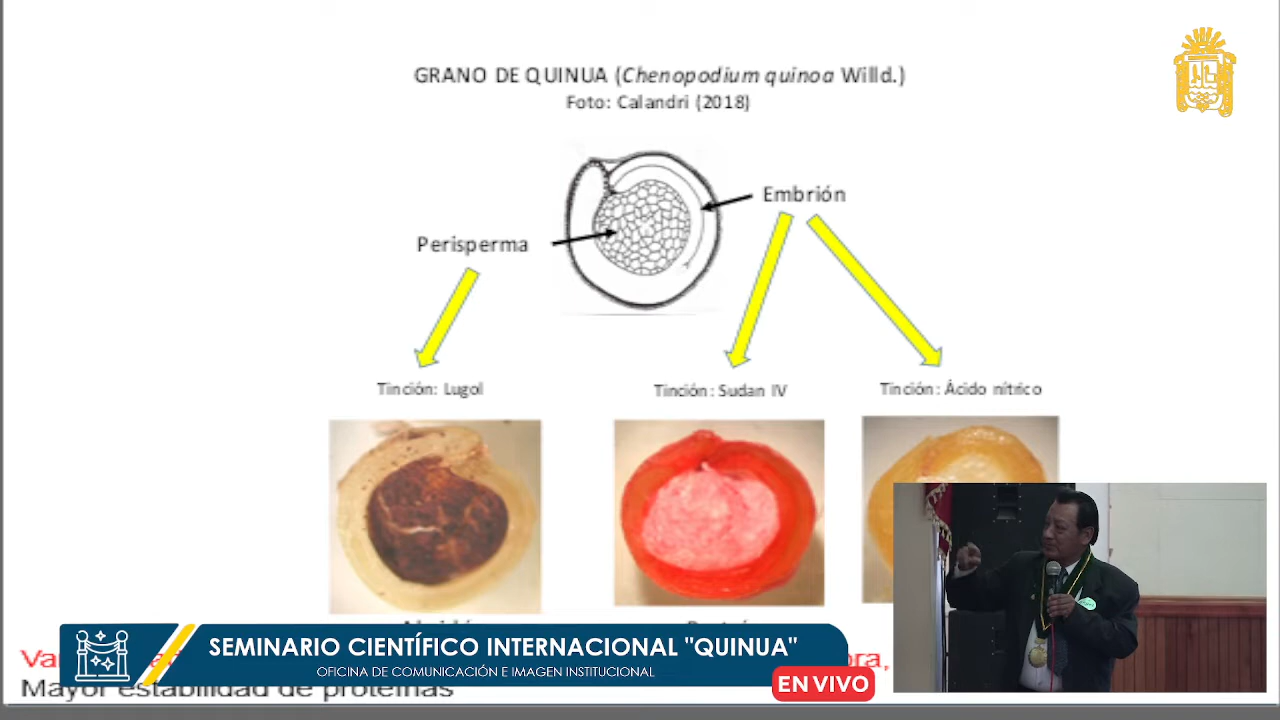 GRANO DE QUINUA (Chenopodium quinoa Willd.)
Foto: Calandri (2018)
Embrión
Perisperma
Tinción: Lugol
Tinción: Sudan IV
Tinción: Ácido nítrico
SEMINARIO CIENTÍFICO INTERNACIONAL "QUINUA"
OFICINA DE COMUNICACIÓN E IMAGEN INSTITUCIONAL
EN VIVO
Mayor estabilidad de proteínas